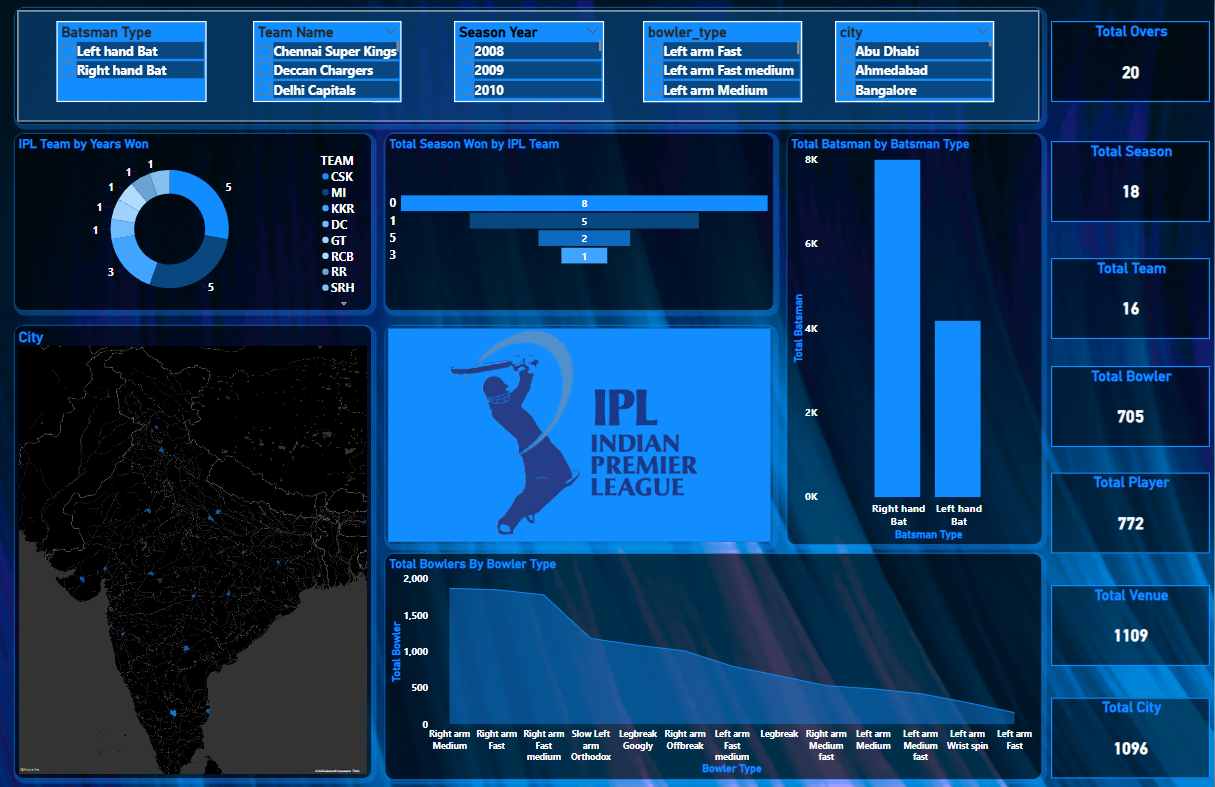 Batsman Type
Left hand Bat
Right hand Bat
Team Name
Chennai Super Kings
Deccan Chargers
Delhi Capitals
Season Year
2008
2009
2010
bowler_type
Left arm Fast
Left arm Fast medium
Left arm Medium
city
Abu Dhabi
Ahmedabad
Bangalore
Total Overs
20
IPL Team by Years Won
1
1
1
1
1
3
5
5
TEAM
CSK
MI
KKR
DC
GT
RCB
RR
SRH
Total Season Won by IPL Team
0
8
1
5
5
2
3
1
Total Batsman by Batsman Type
8K
6K
4K
2K
0K
Total Batsman
Right hand
Bat
Left hand
Bat
Batsman Type
Total Season
18
Total Team
16
City
IPL
INDIAN
PREMIER
LEAGUE
Total Bowler
705
Total Player
772
Total Bowlers By Bowler Type
2,000
1,500
1,000
500
0
Total Bowler
Right arm
Medium
Right arm
Fast
Right arm
Fast
medium
Slow Left
arm
Orthodox
Legbreak
Googly
Right arm
Offbreak
Left arm
Fast
medium
Legbreak
Right arm
Medium
fast
Left arm
Medium
Left arm
Medium
fast
Left arm
Wrist spin
Left arm
Fast
Bowler Type
Total Venue
1109
Total City
1096